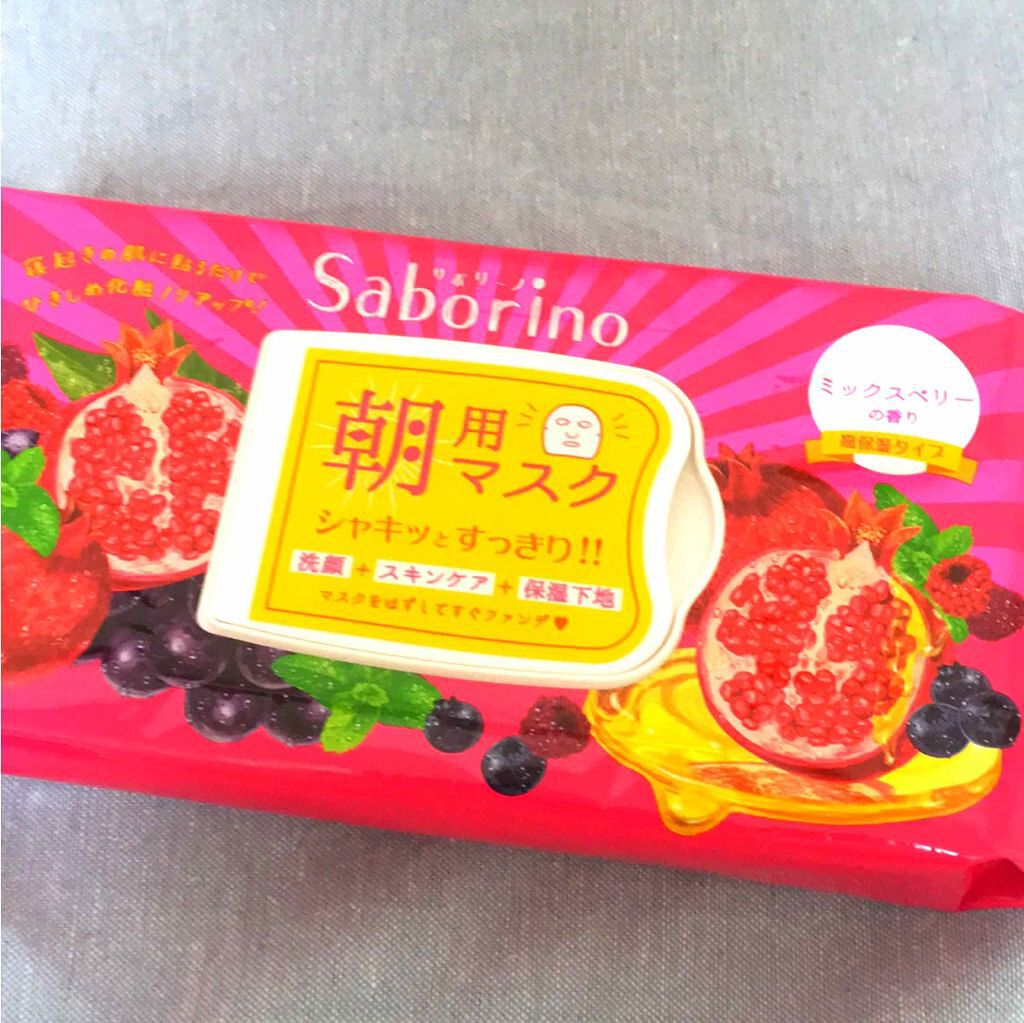 寝起きの肌に貼るだけで
ひきしめ化粧ノリアップ!
サボリーノ
Saborino
ミックスベリー
の香り
高保湿タイプ
朝用マスク
シャキッとすっきり!!
洗顔+スキンケア+保湿下地
マスクをはずしてすぐファンデ♥